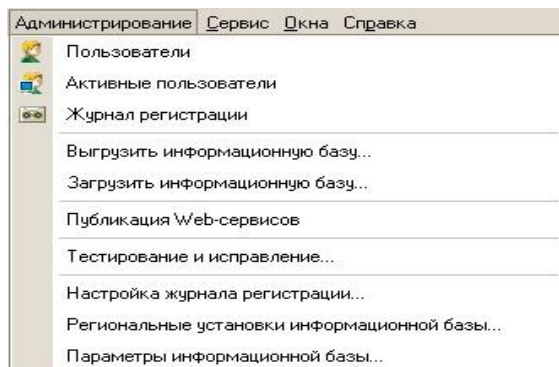 Администрирование Сервис Окна Справка
Пользователи
Активные пользователи
Журнал регистрации
Выгрузить информационную базу...
Загрузить информационную базу...
Публикация Web-сервисов
Тестирование и исправление...
Настройка журнала регистрации...
Региональные установки информационной базы...
Параметры информационной базы...